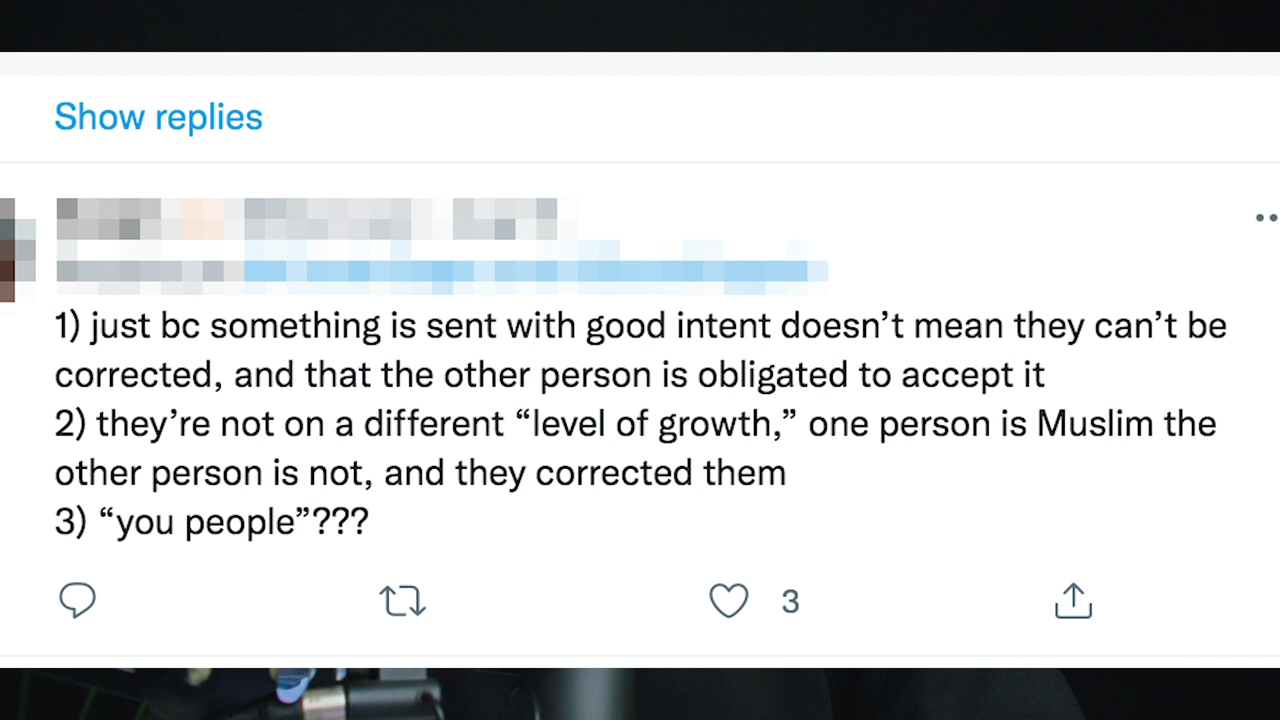 Show replies
1) just bc something is sent with good intent doesn’t mean they can’t be
corrected, and that the other person is obligated to accept it
2) they’re not on a different “level of growth,” one person is Muslim the
other person is not, and they corrected them
3) “you people”???
3